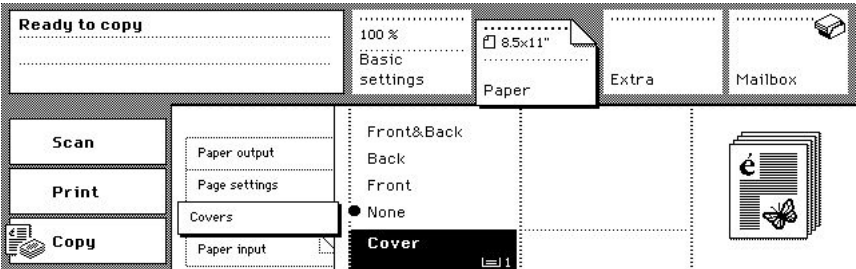 Ready to copy
100 %
Basic
settings
8.5x11"
Paper
Extra
Mailbox
Scan
Print
Copy
Paper output
Page settings
Covers
Paper input
Front&Back
Back
Front
None
Cover
1
é